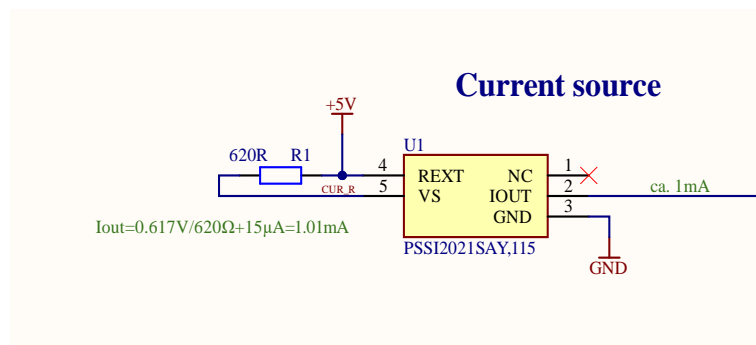 Current source
+5V
620R R1
U1
4 REXT NC 1
CUR_R
5 VS IOUT 2 ca. 1mA
GND 3
Iout=0.617V/620Ω+15µA=1.01mA
PSSI2021SAY,115
GND